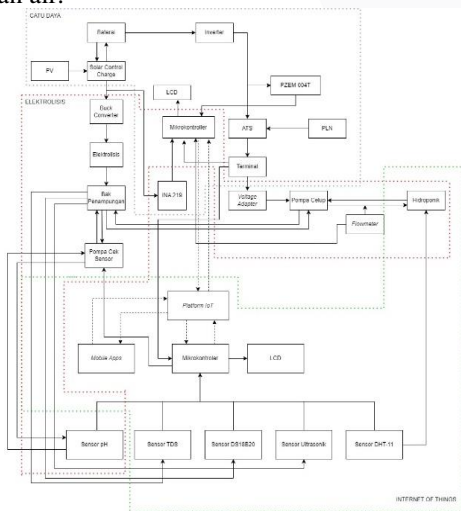 an air.
CATU DAYA
Baterai
Inverter
PV
Solar Control
Charge
LCD
PZEM 004T
ELEKTROLISIS
Buck
Converter
Mikrokontroller
ATS
PLN
Elektrolisis
Terminal
Bak
Penampungan
INA 219
Voltage
Adapter
Pompa Celup
Hidroponik
Flowmeter
Pompa Cek
Sensor
Platform IoT
Mobile Apps
Mikrokontroler
LCD
Sensor pH
Sensor TDS
Sensor DS18B20
Sensor Ultrasonik
Sensor DHT-11
INTERNET OF THINGS